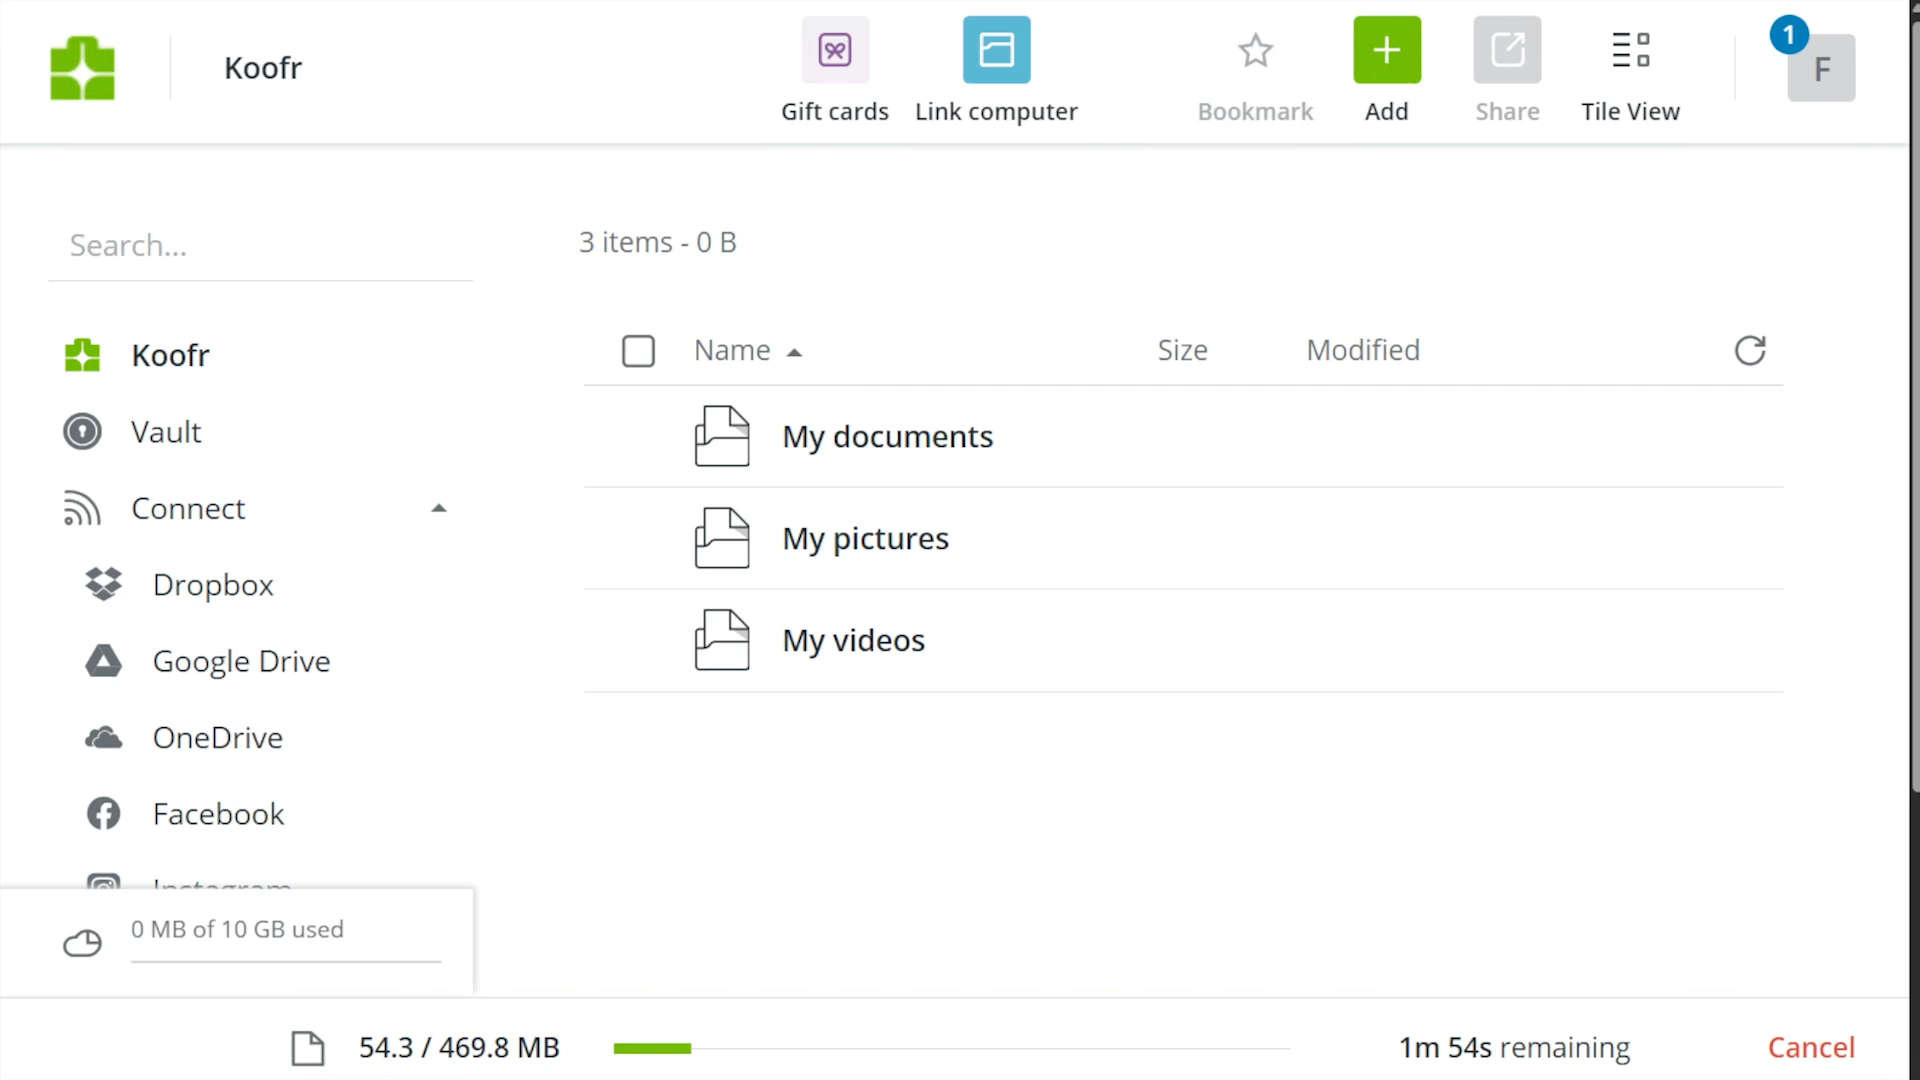 Koofr
Gift cards
Link computer
Bookmark
Add
Share
Tile View
1
F
Search...
3 items - 0 B
Koofr
Vault
Connect
Dropbox
Google Drive
OneDrive
Facebook
Instagram
Name
Size
Modified
My documents
My pictures
My videos
0 MB of 10 GB used
54.3 / 469.8 MB
1m 54s remaining
Cancel